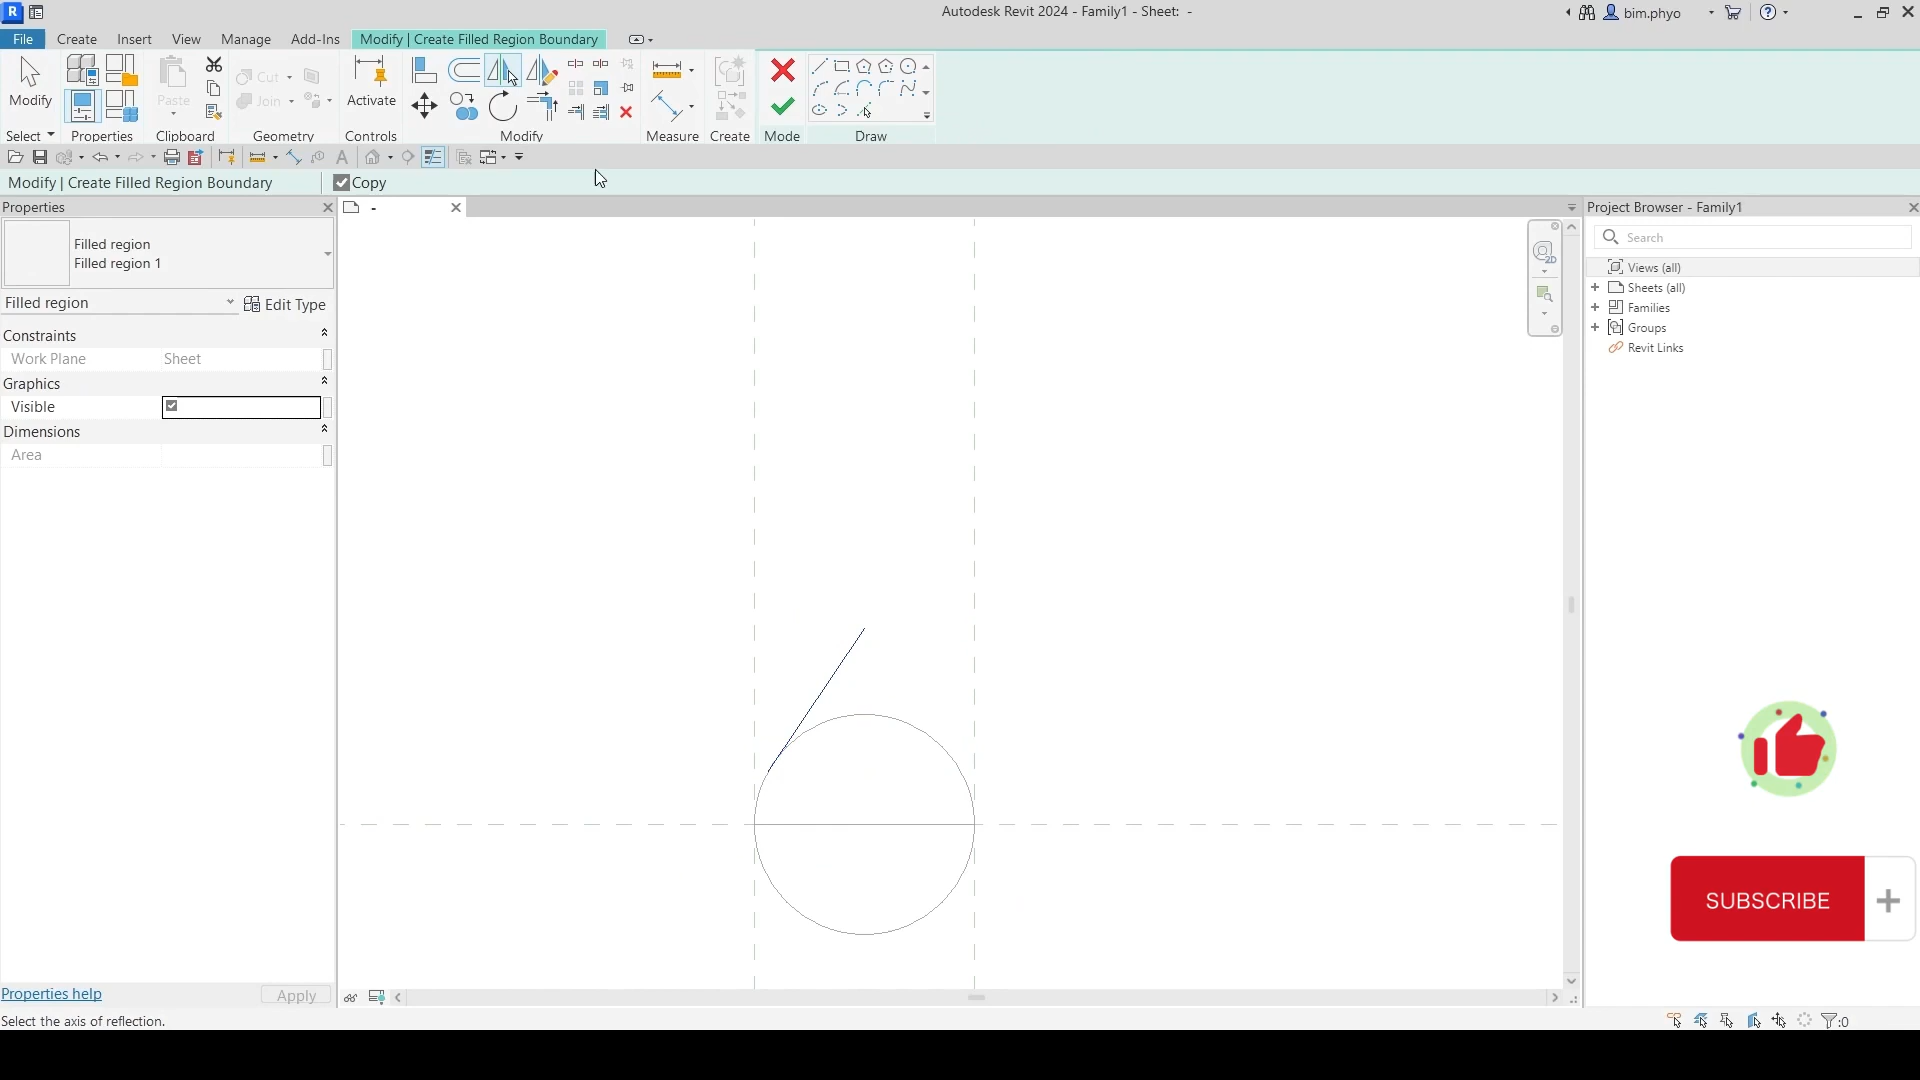 R
Autodesk Revit 2024 - Family1 - Sheet: -
bim.phyo
File Create Insert View Manage Add-Ins Modify | Create Filled Region Boundary
Modify Cut Join Paste Activate
Select Properties Clipboard Geometry Controls Modify Measure Create Mode Draw
A
Modify | Create Filled Region Boundary Copy
Properties
-
Project Browser - Family1
Filled region
Filled region 1
Filled region Edit Type
Constraints
Work Plane Sheet
Graphics
Visible
Dimensions
Area
2D
Search
Views (all)
Sheets (all)
Families
Groups
Revit Links
SUBSCRIBE +
Properties help Apply
Select the axis of reflection.
:0